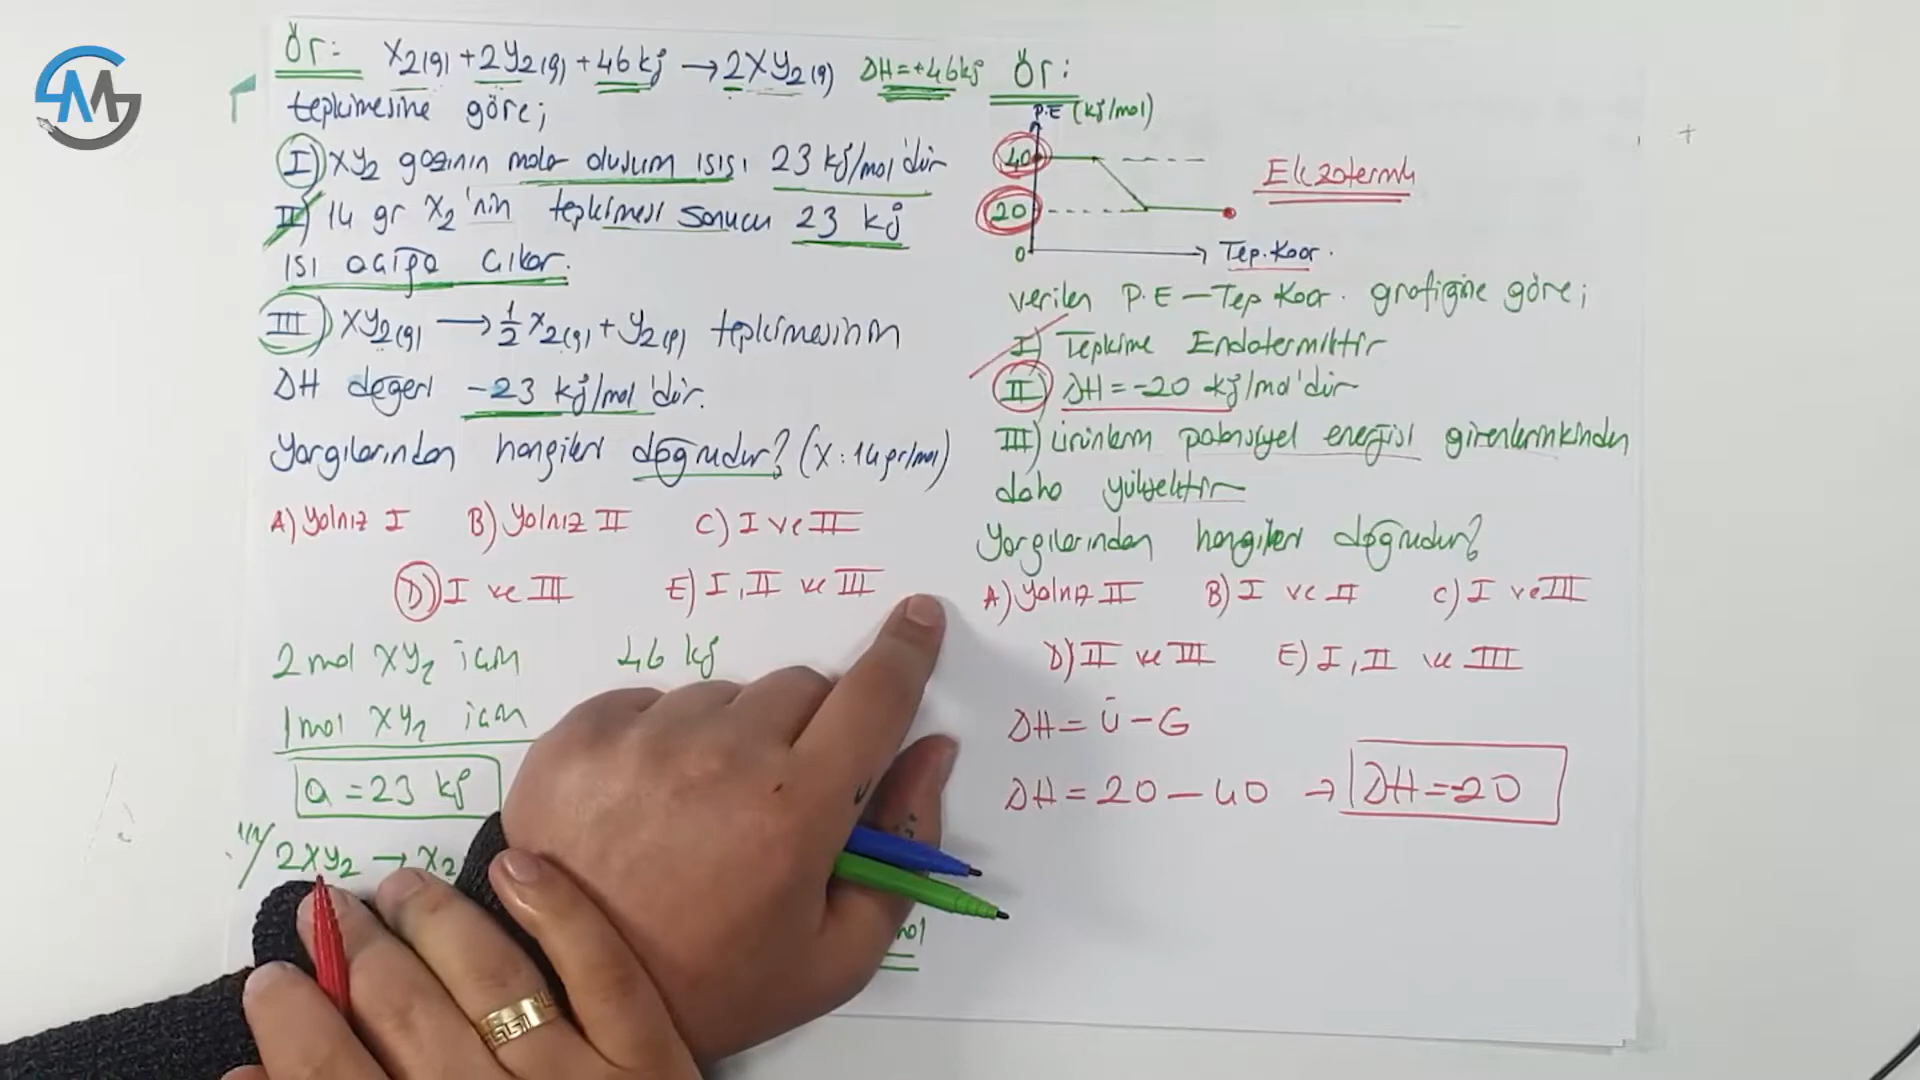 Ör:
X2(g) + 2Y2(g) + 46 kj → 2XY2(g) ΔH=+46kj
tepkimesine göre;
I) XY2 gazının molar oluşum ısısı 23 kj/mol'dür
II) 14 gr X2'nin tepkimesi sonucu 23 kj
ısı açığa çıkar.
III) XY2(g) → 1/2 X2(g) + Y2(g) tepkimesinin
ΔH değeri -23 kj/mol'dür.
Yargılarından hangileri doğrudur? (X: 14 gr/mol)
A) Yalnız I B) Yalnız II C) I ve II
D) I ve III E) I, II ve III
2 mol XY2 için 46 kj
1 mol XY2 için
a = 23 kj
2XY2 → X2
mol
Ör:
P.E (kj/mol)
40
20
0
Tep. Koor.
Ekzotermik
verilen P.E – Tep Koor. grafiğine göre;
I) Tepkime Endotermiktir
II) ΔH = -20 kj/mol'dür
III) Ürünlerin potansiyel enerjisi girenlerinkinden
daha yüksektir
Yargılarından hangileri doğrudur?
A) Yalnız II B) I ve II C) I ve III
D) II ve III E) I, II ve III
ΔH = Ü – G
ΔH = 20 – 40 → ΔH = -20